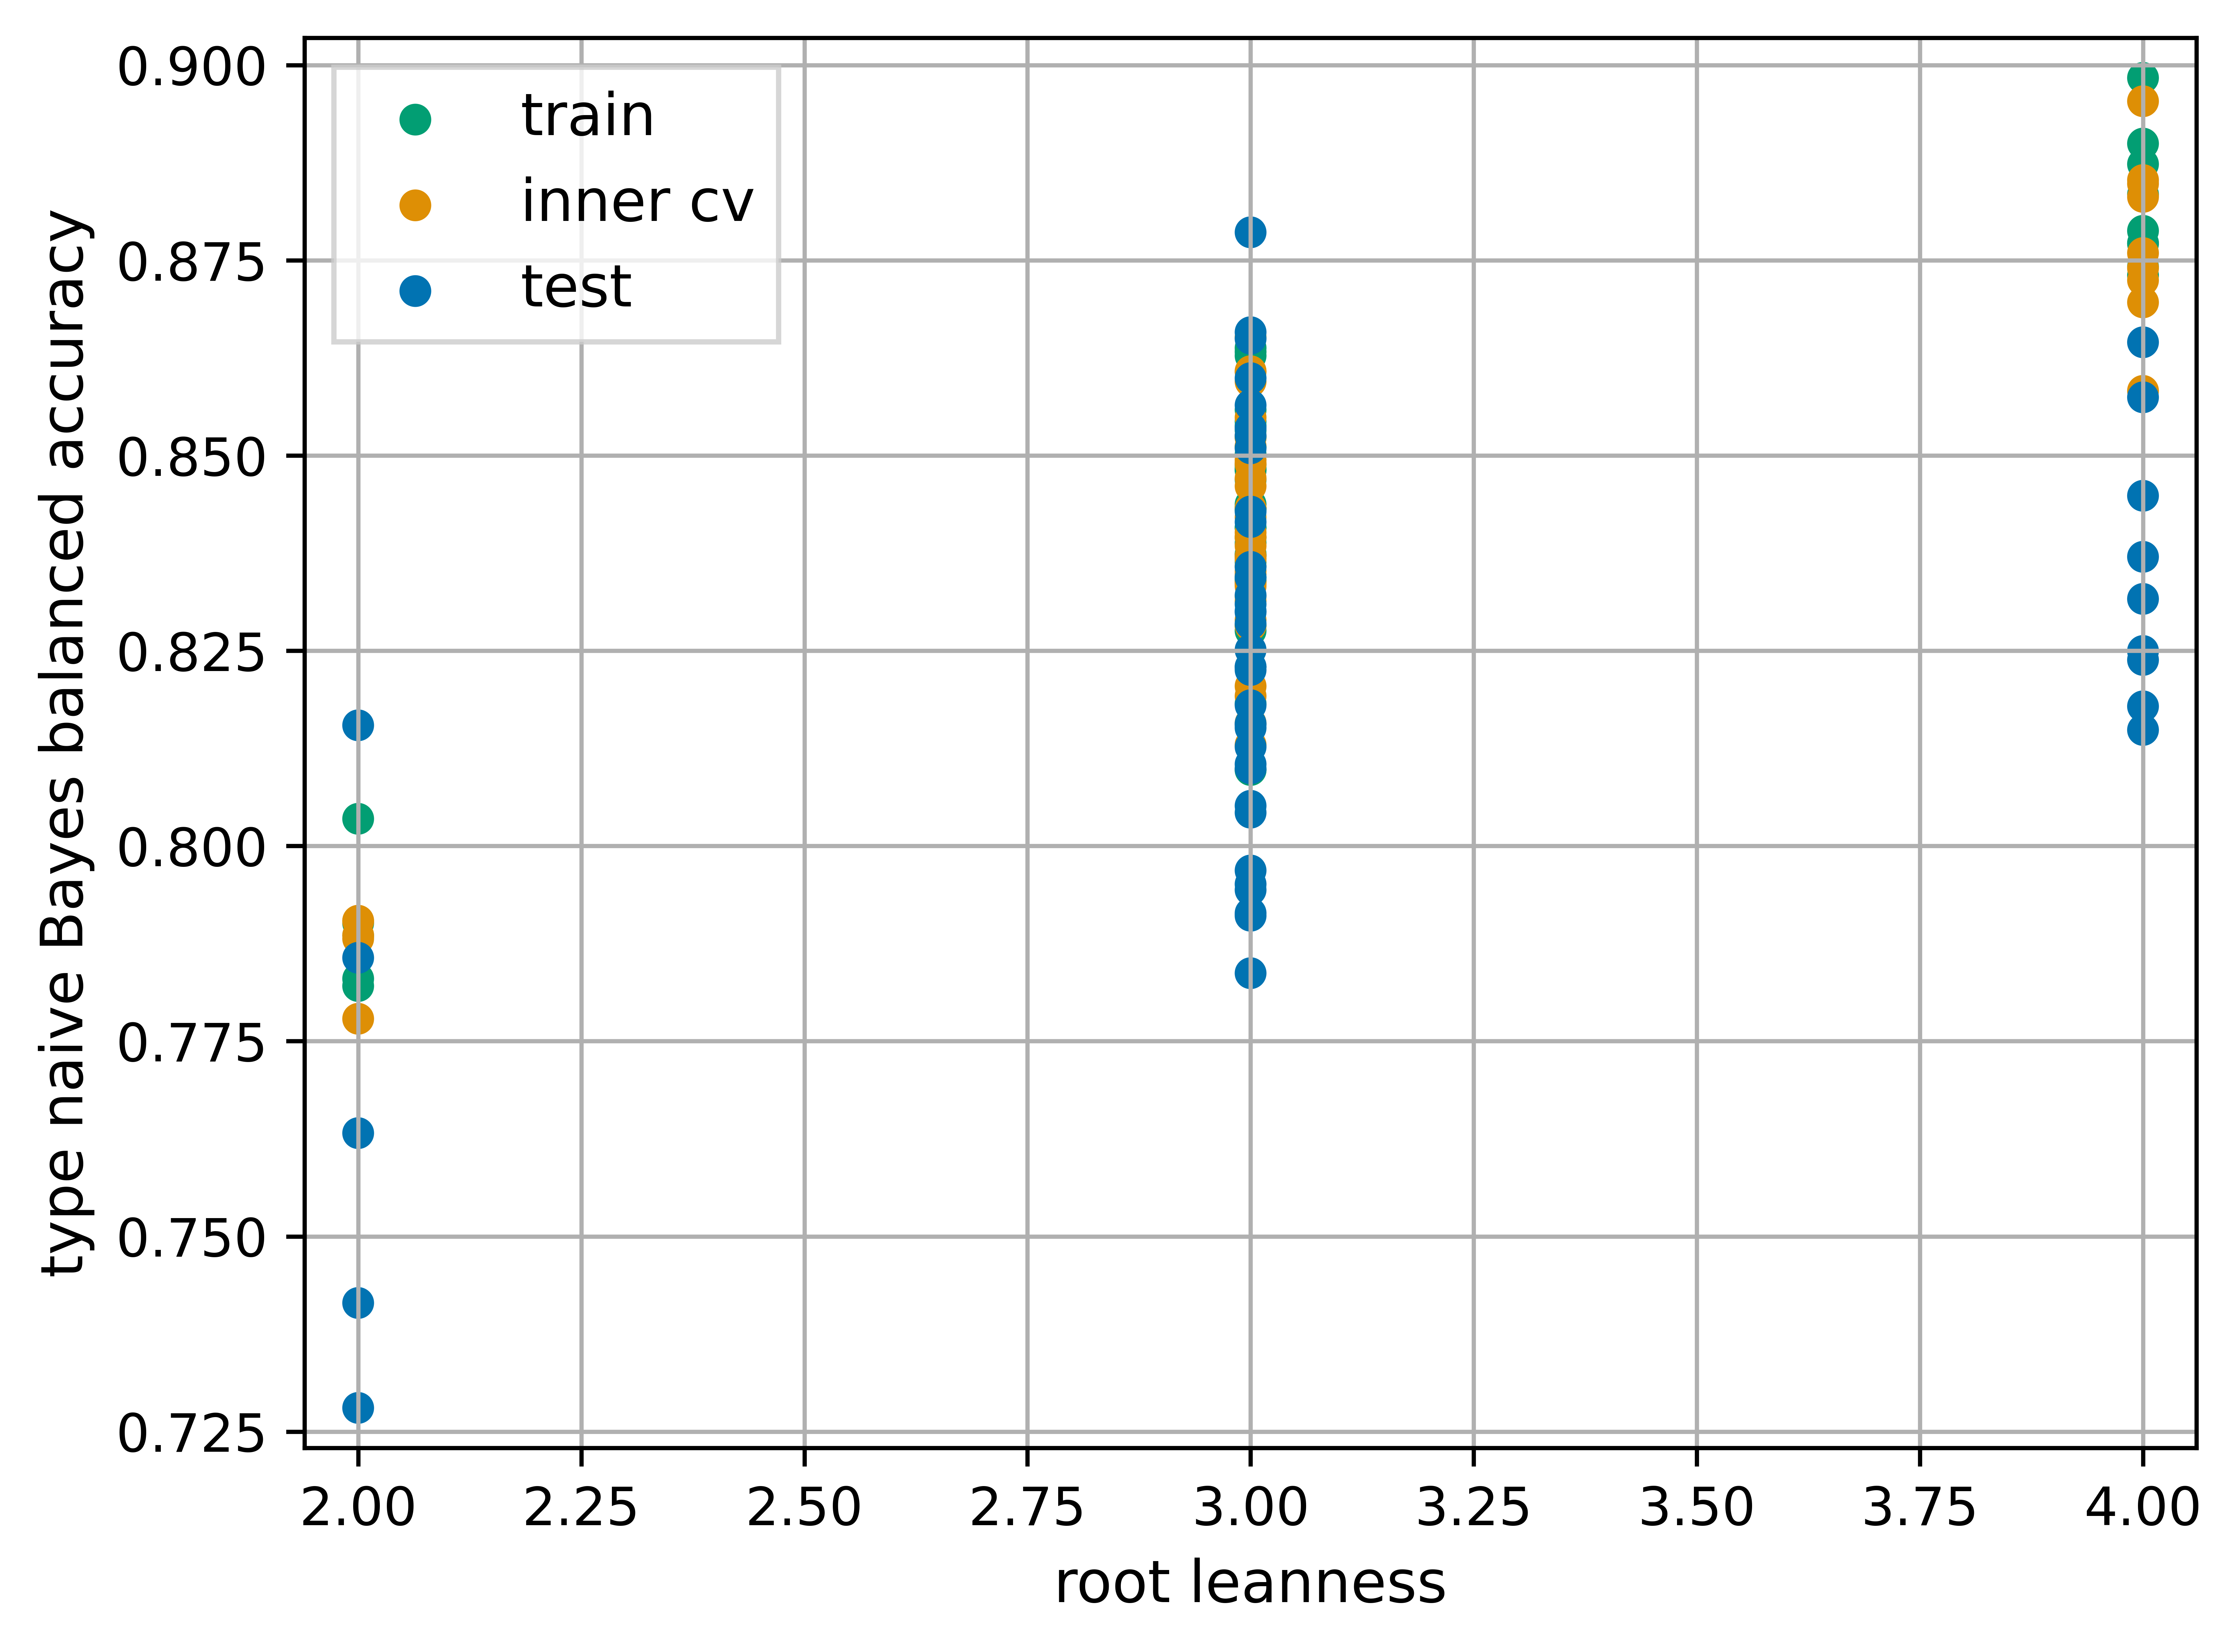 0.900
0.875
0.850
0.825
0.800
0.775
0.750
0.725
type naive Bayes balanced accuracy
train
inner cv
test
2.00 2.25 2.50 2.75 3.00 3.25 3.50 3.75 4.00
root leanness